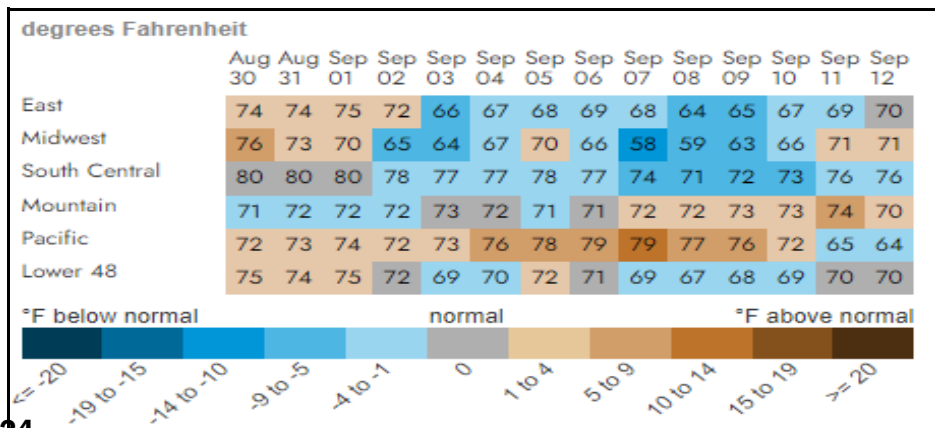 degrees Fahrenheit
Aug Aug Sep Sep Sep Sep Sep Sep Sep Sep Sep Sep Sep Sep
30 31 01 02 03 04 05 06 07 08 09 10 11 12
East 74 74 75 72 66 67 68 69 68 64 65 67 69 70
Midwest 76 73 70 65 64 67 70 66 58 59 63 66 71 71
South Central 80 80 80 78 77 77 78 77 74 71 72 73 76 76
Mountain 71 72 72 72 73 72 71 71 72 72 73 73 74 70
Pacific 72 73 74 72 73 76 78 79 79 77 76 72 65 64
Lower 48 75 74 75 72 69 70 72 71 69 67 68 69 70 70
°F below normal normal °F above normal
<= -20 -19 to -15 -14 to -10 -9 to -5 -4 to -1 0 1 to 4 5 to 9 10 to 14 15 to 19 >= 20